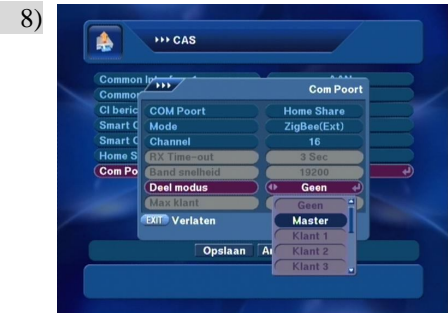 8)
CAS
Common
Com Poort
Common
CI beric
COM Poort Home Share
Smart Mode ZigBee(Ext)
Smart Channel 16
Home S RX Time-out 3 Sec
Com Po Band snelheid 19200
Deel modus Geen
Max klant
Geen
EXIT Verlaten Master
Klant 1
Opslaan Klant 2
Klant 3